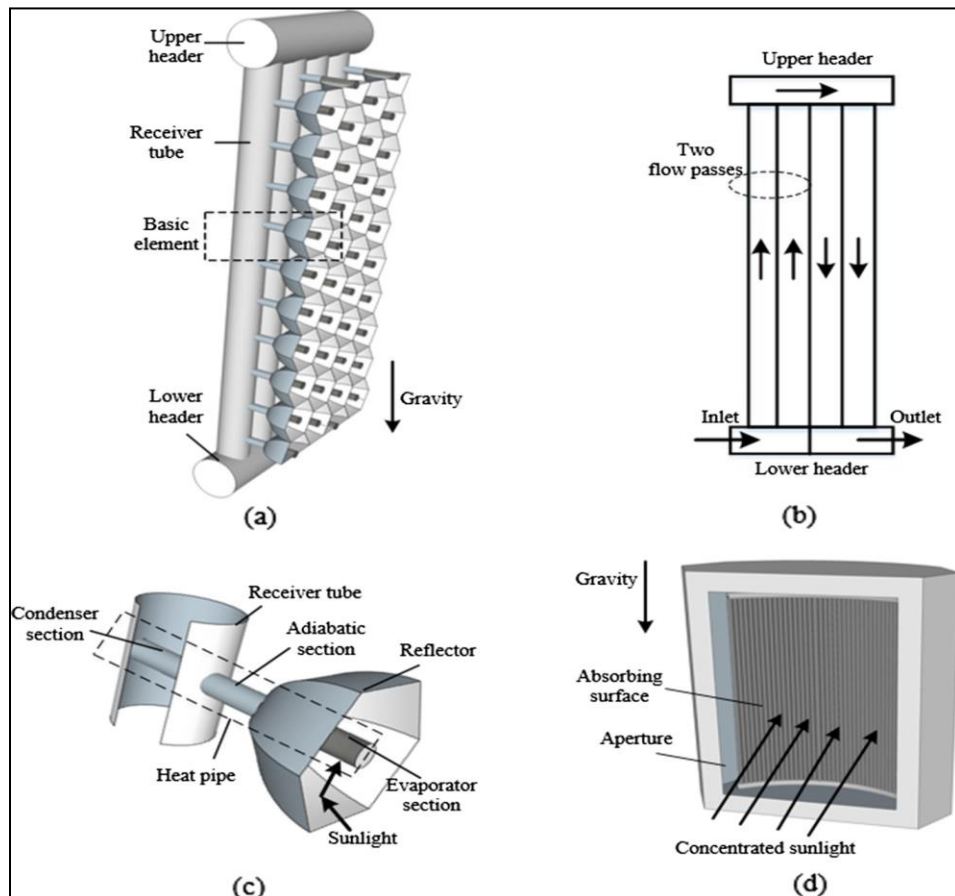 Upper
header
Receiver
tube
Basic
element
Lower
header
Gravity
(a)
Upper header
Two
flow passes
Inlet
Outlet
Lower header
(b)
Receiver tube
Condenser
section
Adiabatic
section
Reflector
Heat pipe
Evaporator
section
Sunlight
(c)
Gravity
Absorbing
surface
Aperture
Concentrated sunlight
(d)